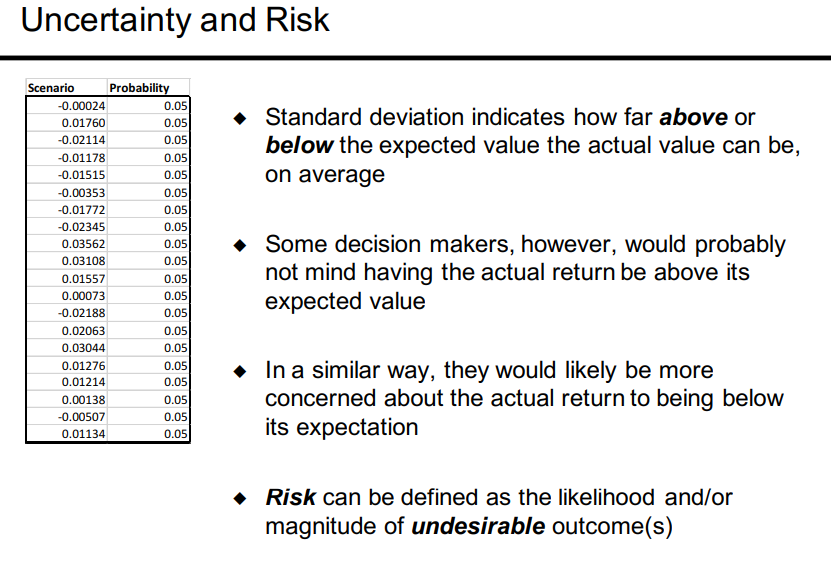 Uncertainty and Risk
Scenario Probability
-0.00024 0.05
0.01760 0.05
-0.02114 0.05
-0.01178 0.05
-0.01515 0.05
-0.00353 0.05
-0.01772 0.05
-0.02345 0.05
0.03562 0.05
0.03108 0.05
0.01557 0.05
0.00073 0.05
-0.02188 0.05
0.02063 0.05
0.03044 0.05
0.01276 0.05
0.01214 0.05
0.00138 0.05
-0.00507 0.05
0.01134 0.05
◆ Standard deviation indicates how far above or
below the expected value the actual value can be,
on average
◆ Some decision makers, however, would probably
not mind having the actual return be above its
expected value
◆ In a similar way, they would likely be more
concerned about the actual return to being below
its expectation
◆ Risk can be defined as the likelihood and/or
magnitude of undesirable outcome(s)